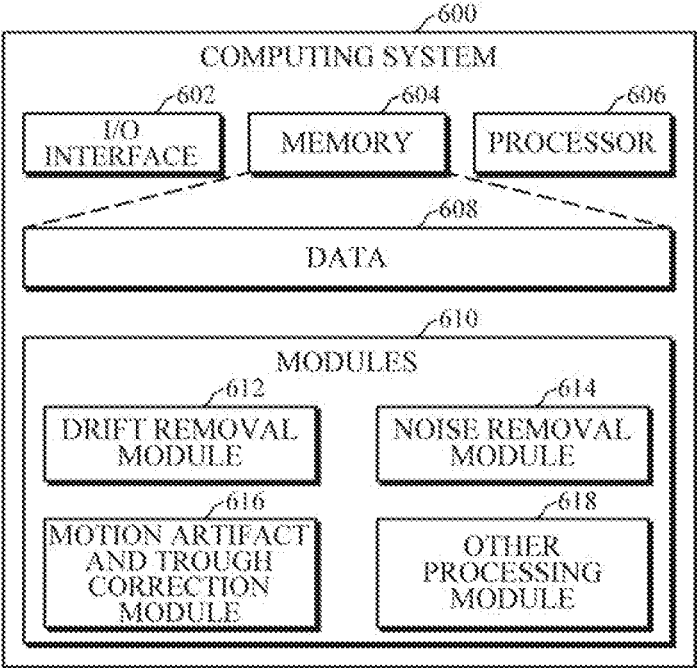 600
COMPUTING SYSTEM
602
604
606
I/O
INTERFACE
MEMORY
PROCESSOR
608
DATA
610
MODULES
612
614
DRIFT REMOVAL
MODULE
NOISE REMOVAL
MODULE
616
618
MOTION ARTIFACT
AND TROUGH
CORRECTION
MODULE
OTHER
PROCESSING
MODULE